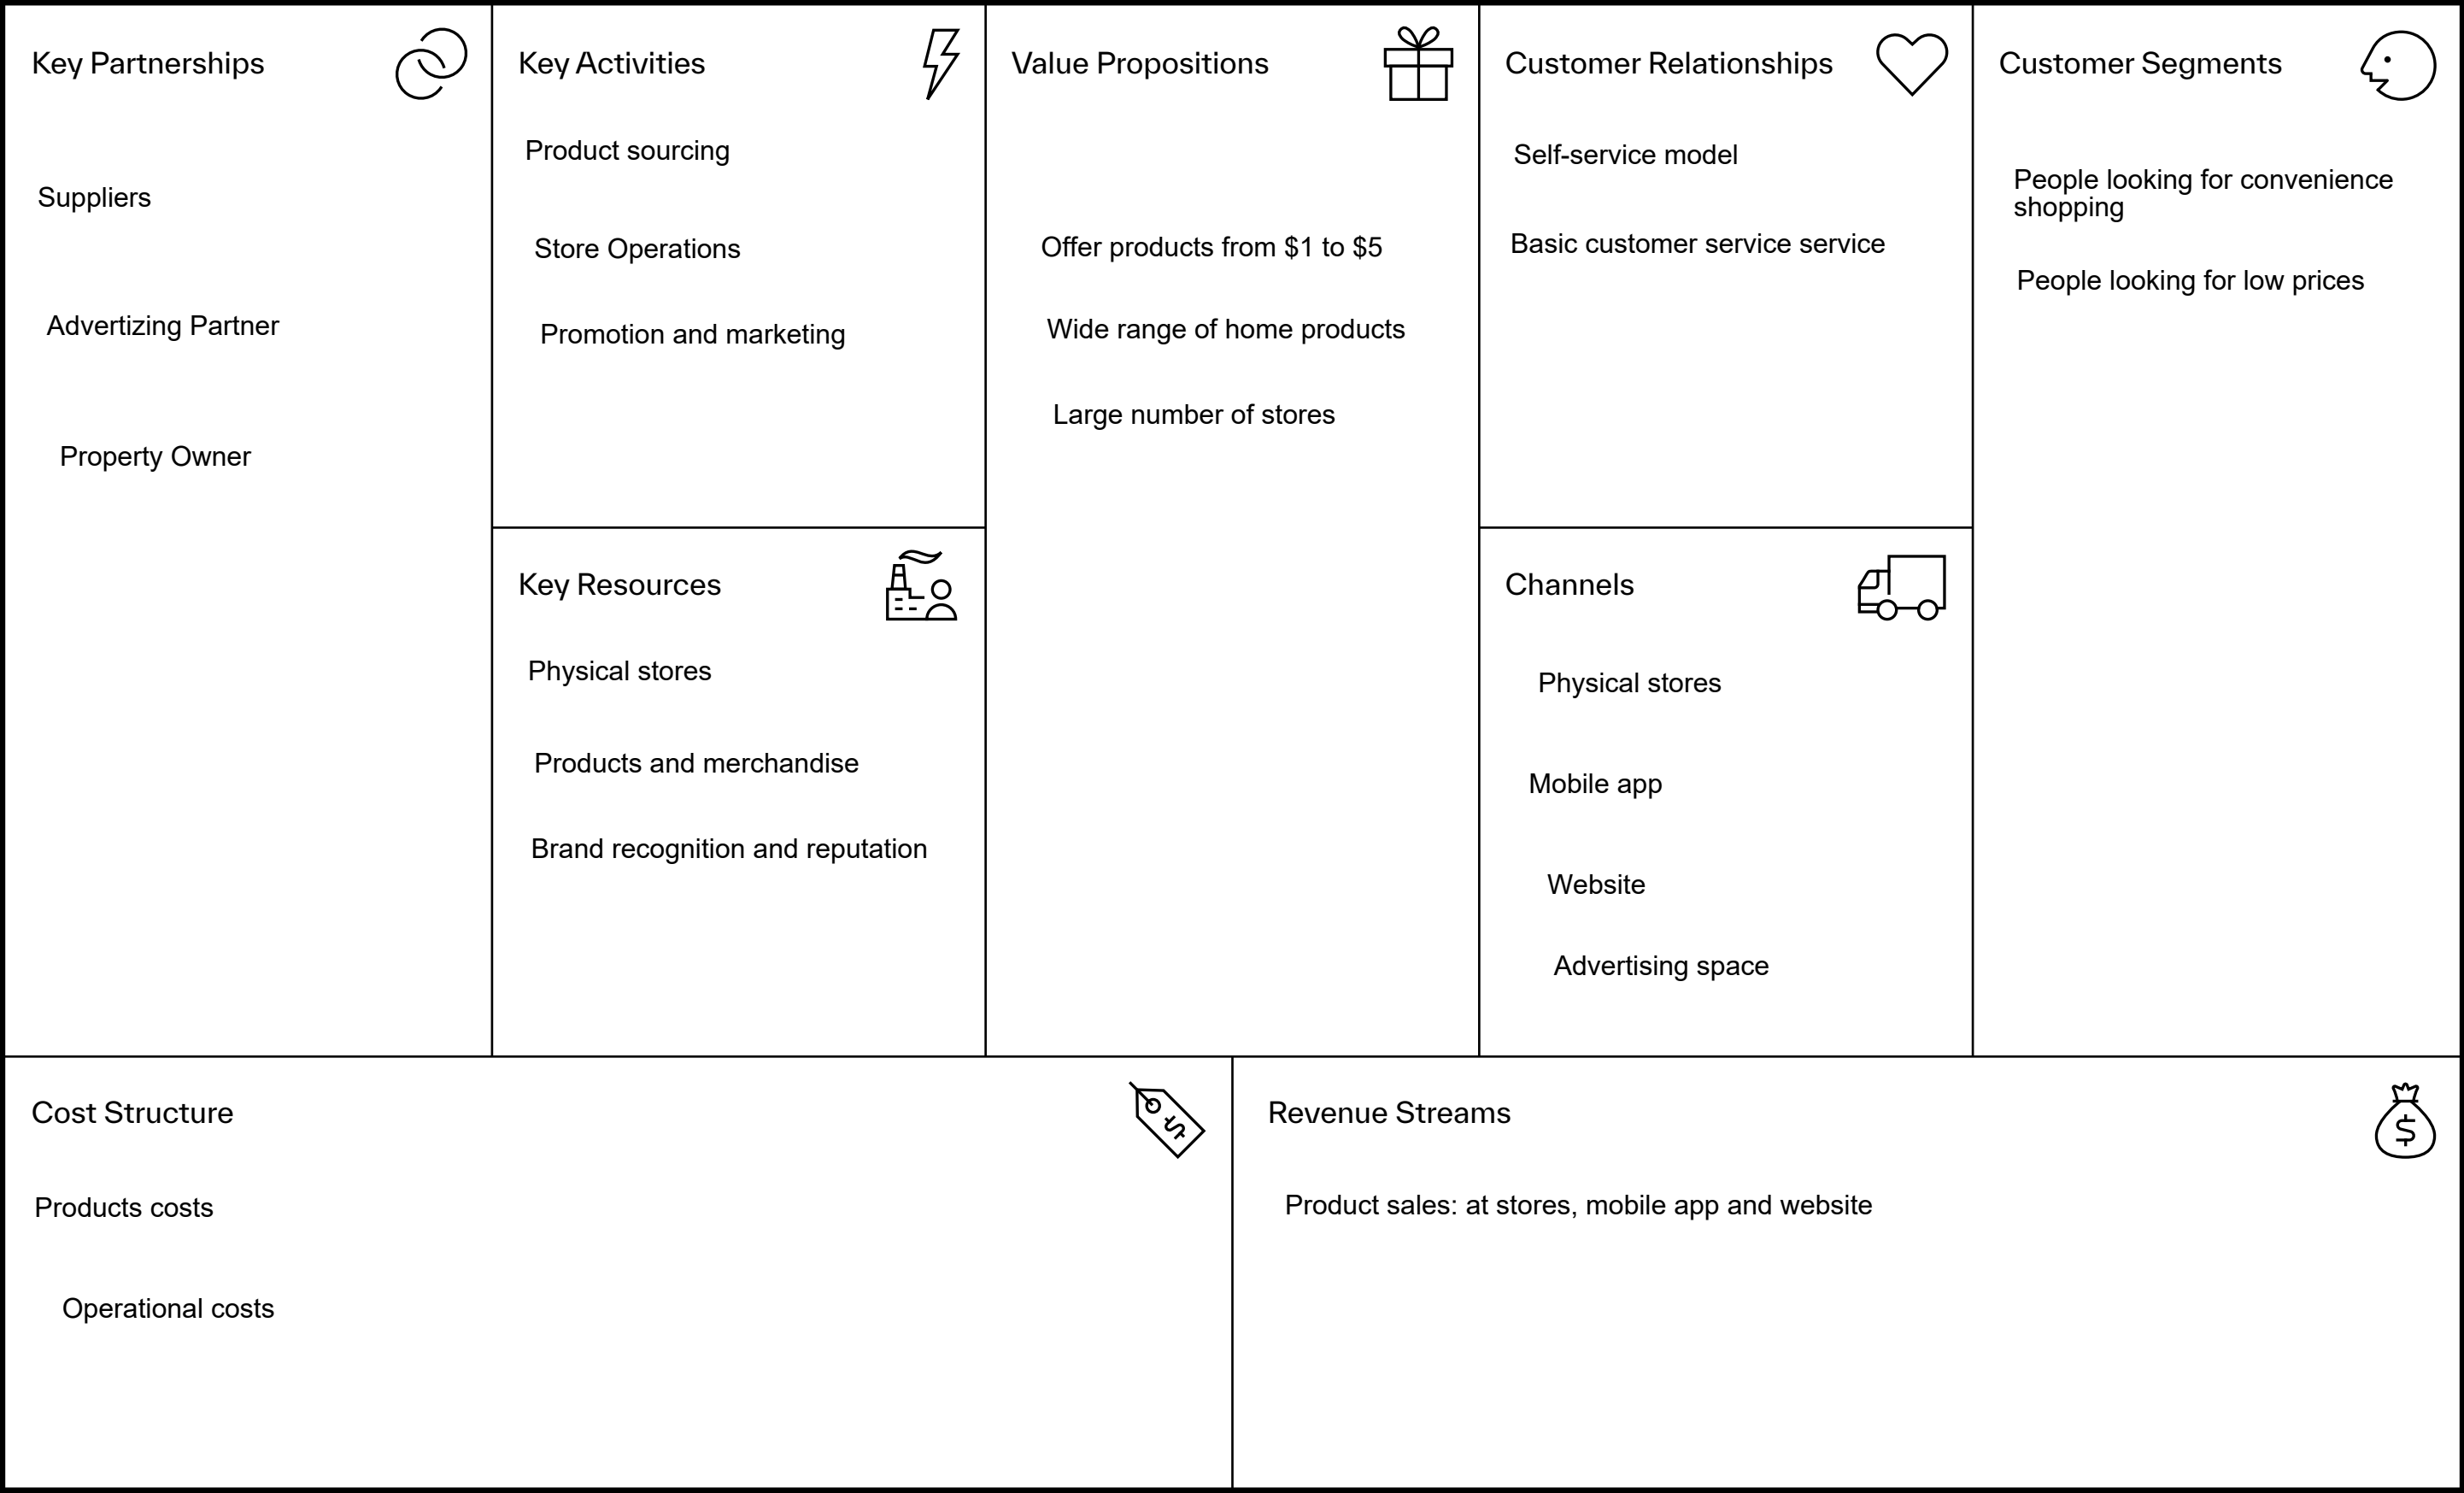 Key Partnerships
Suppliers
Advertizing Partner
Property Owner
Key Activities
Product sourcing
Store Operations
Promotion and marketing
Key Resources
Physical stores
Products and merchandise
Brand recognition and reputation
Value Propositions
Offer products from $1 to $5
Wide range of home products
Large number of stores
Customer Relationships
Self-service model
Basic customer service service
Channels
Physical stores
Mobile app
Website
Advertising space
Customer Segments
People looking for convenience
shopping
People looking for low prices
Cost Structure
$
Products costs
Operational costs
Revenue Streams
$
Product sales: at stores, mobile app and website